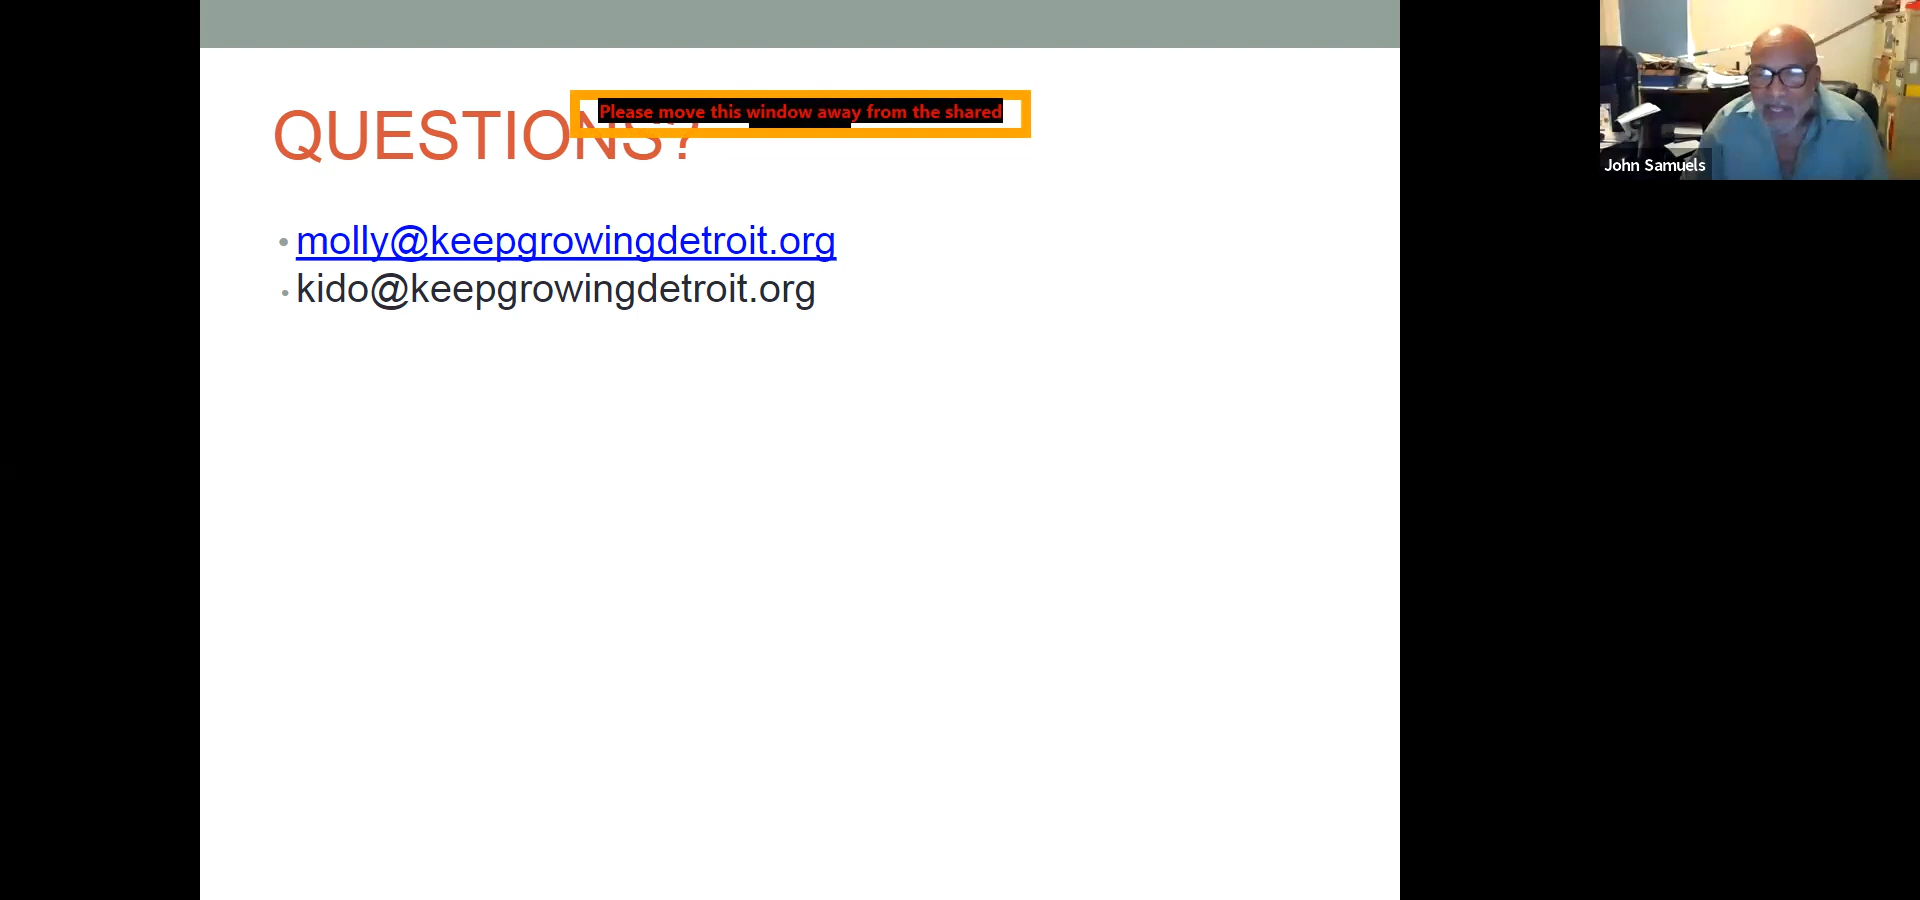 QUESTIONS?
Please move this window away from the shared
• molly@keepgrowingdetroit.org
• kido@keepgrowingdetroit.org
John Samuels